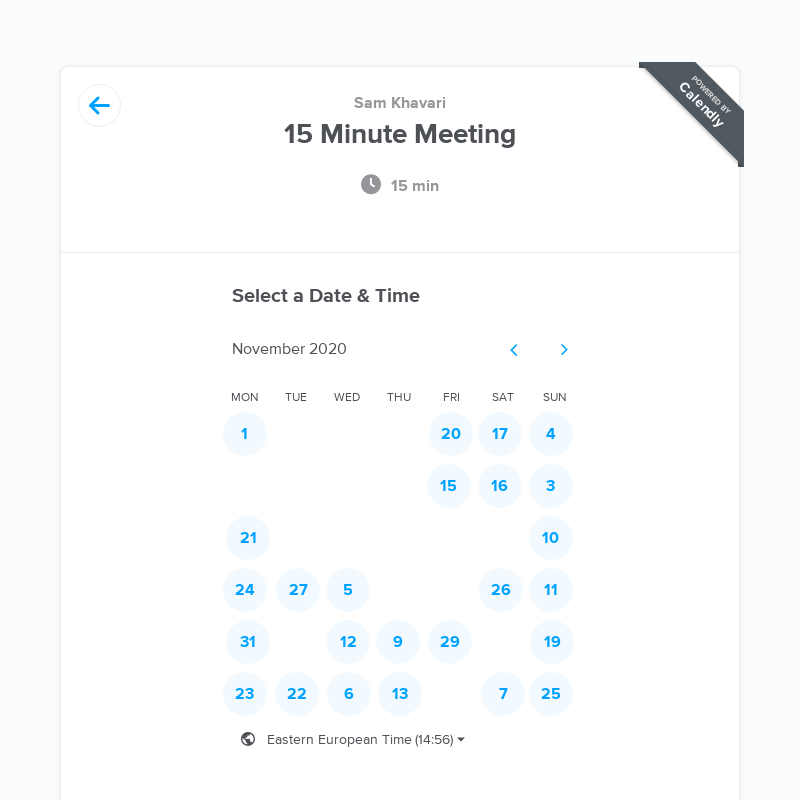 POWERED BY
Calendly
Sam Khavari
15 Minute Meeting
15 min
Select a Date & Time
November 2020
MON TUE WED THU FRI SAT SUN
1 20 17 4
15 16 3
21 10
24 27 5 26 11
31 12 9 29 19
23 22 6 13 7 25
Eastern European Time (14:56)